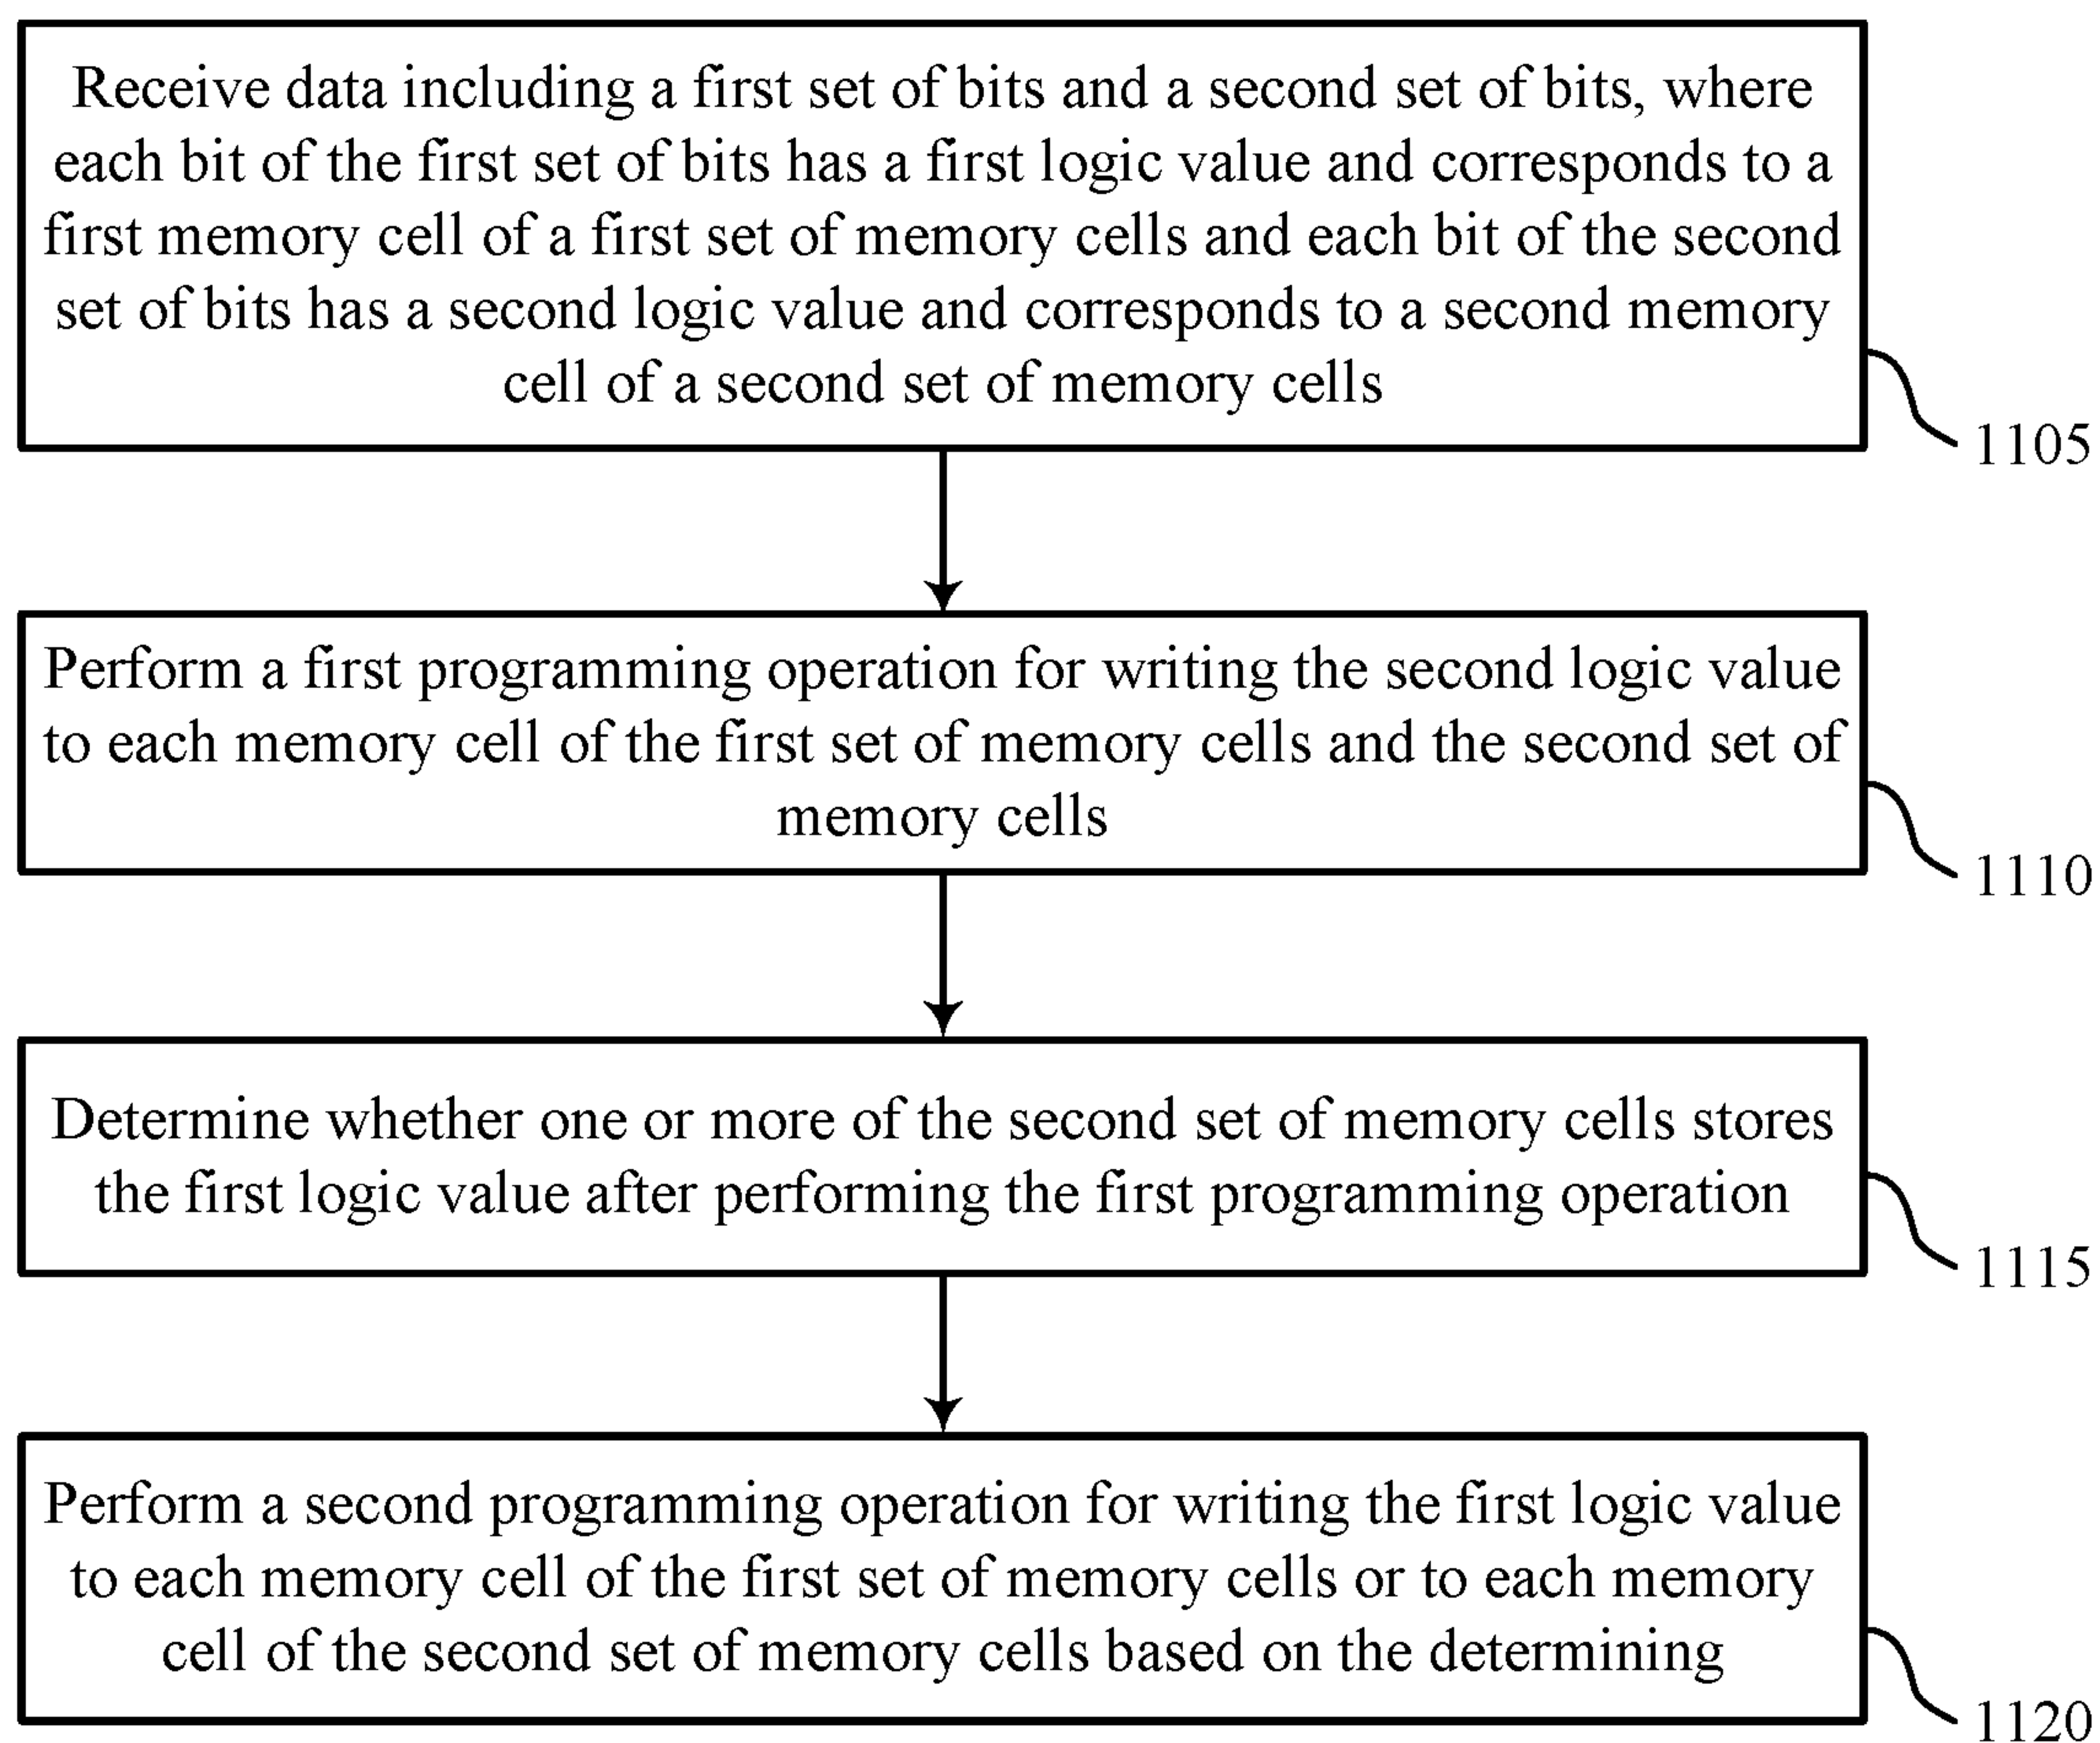 Receive data including a first set of bits and a second set of bits, where
each bit of the first set of bits has a first logic value and corresponds to a
first memory cell of a first set of memory cells and each bit of the second
set of bits has a second logic value and corresponds to a second memory
cell of a second set of memory cells
1105
Perform a first programming operation for writing the second logic value
to each memory cell of the first set of memory cells and the second set of
memory cells
1110
Determine whether one or more of the second set of memory cells stores
the first logic value after performing the first programming operation
1115
Perform a second programming operation for writing the first logic value
to each memory cell of the first set of memory cells or to each memory
cell of the second set of memory cells based on the determining
1120